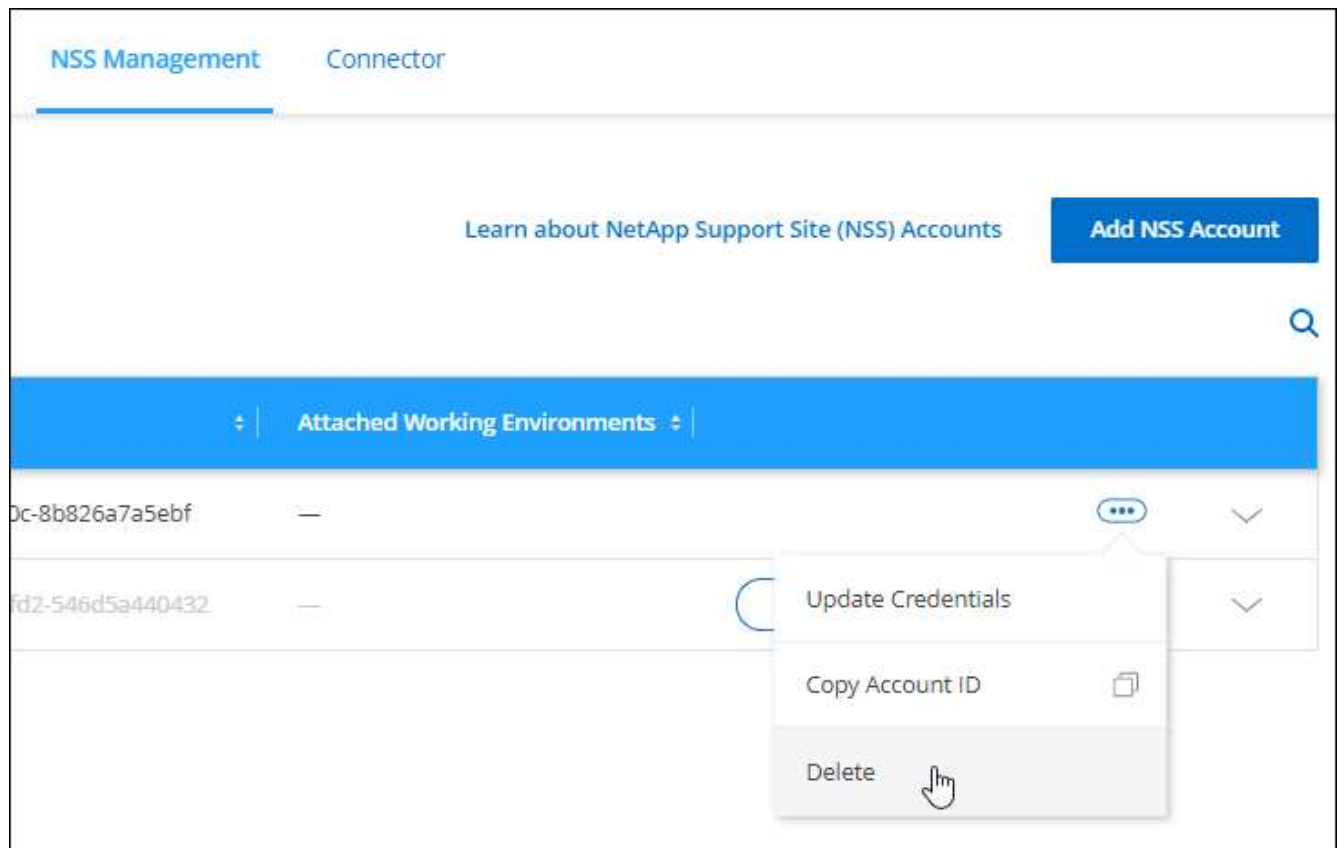 NSS Management Connector
Learn about NetApp Support Site (NSS) Accounts Add NSS Account
Attached Working Environments
0c-8b826a7a5ebf —
fd2-546d5a440432 —
Update Credentials
Copy Account ID
Delete